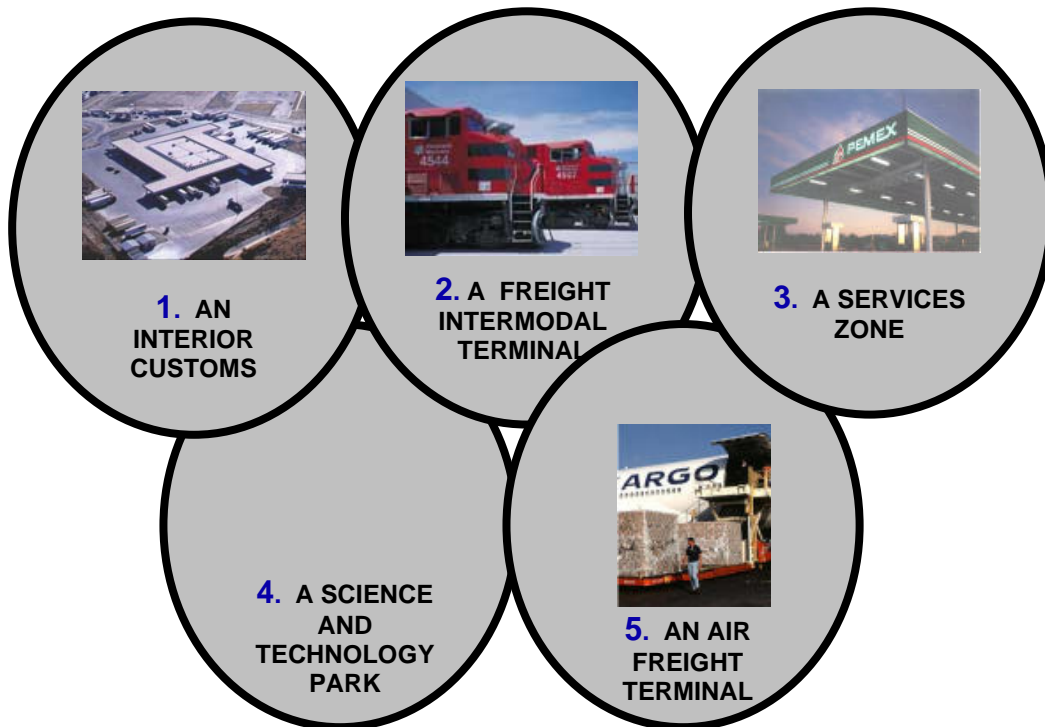 4544
4507
PEMEX
1. AN
INTERIOR
CUSTOMS
2. A FREIGHT
INTERMODAL
TERMINAL
3. A SERVICES
ZONE
ARGO
4. A SCIENCE
AND
TECHNOLOGY
PARK
5. AN AIR
FREIGHT
TERMINAL